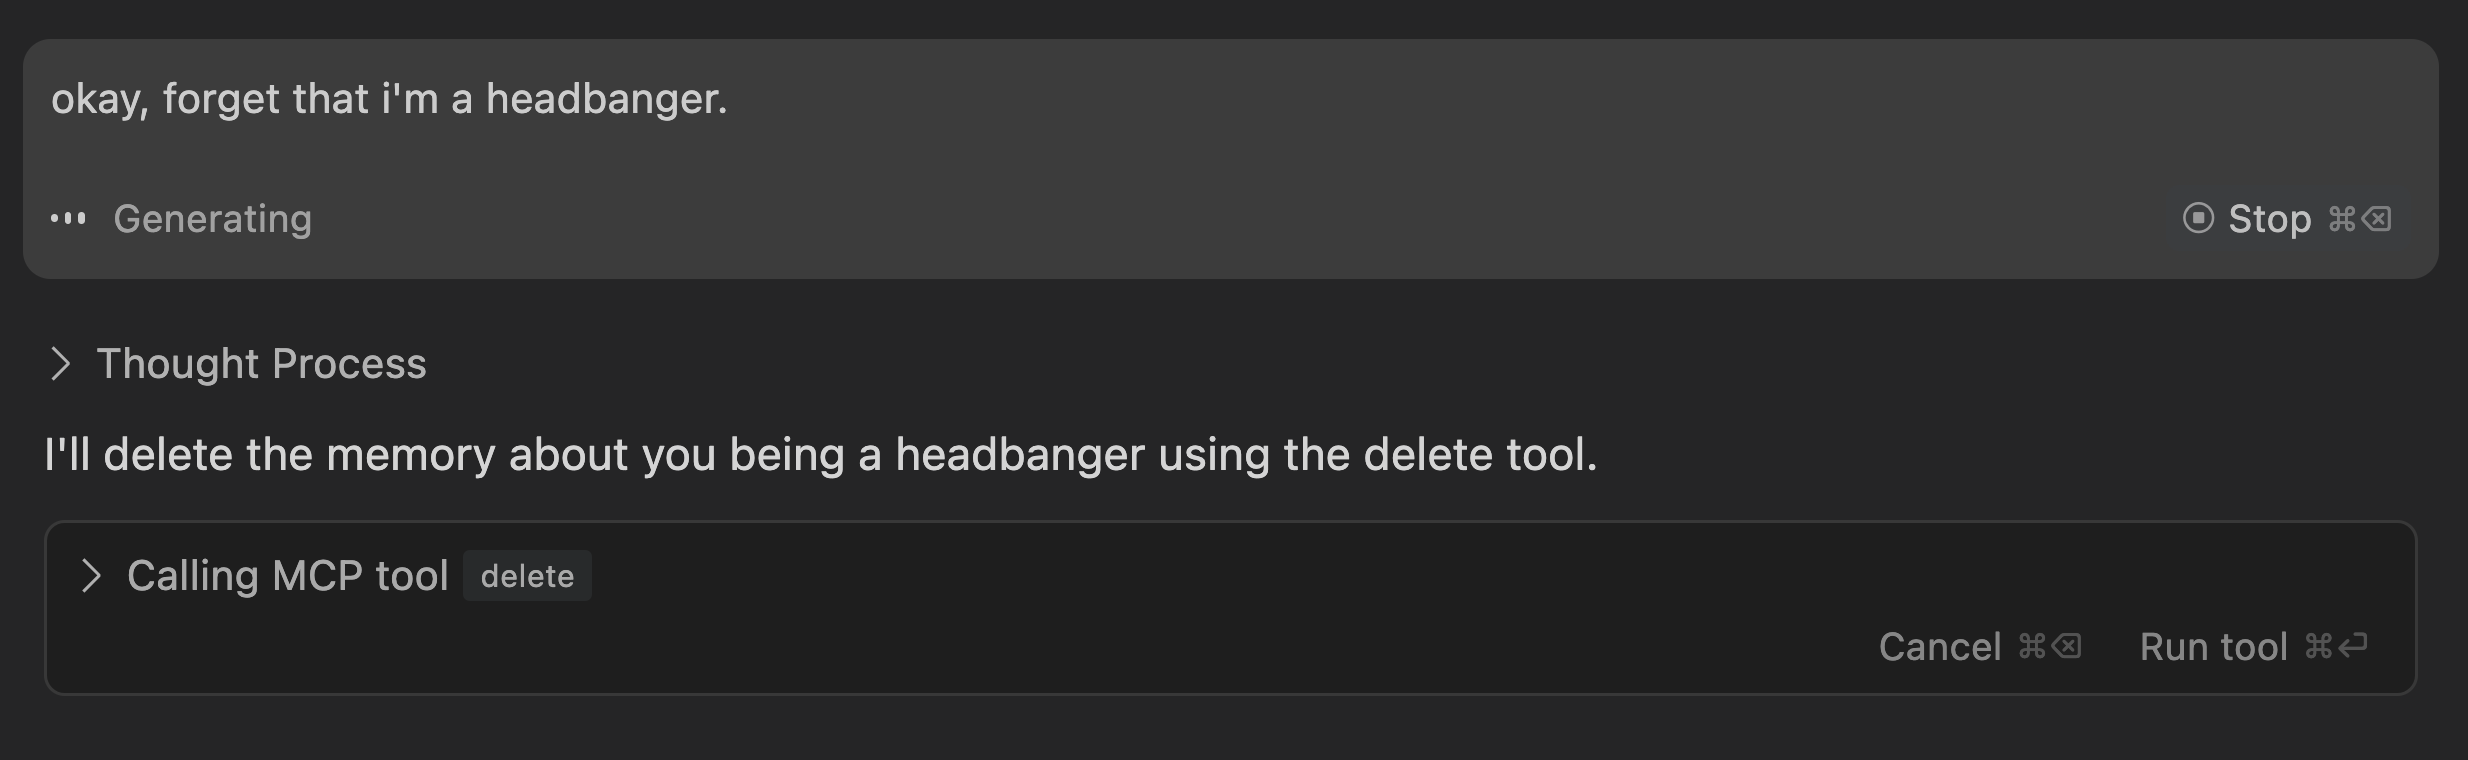 okay, forget that i'm a headbanger.
Generating
Stop ⌘⌫
Thought Process
I'll delete the memory about you being a headbanger using the delete tool.
Calling MCP tool delete
Cancel ⌘⌫ Run tool ⌘↵